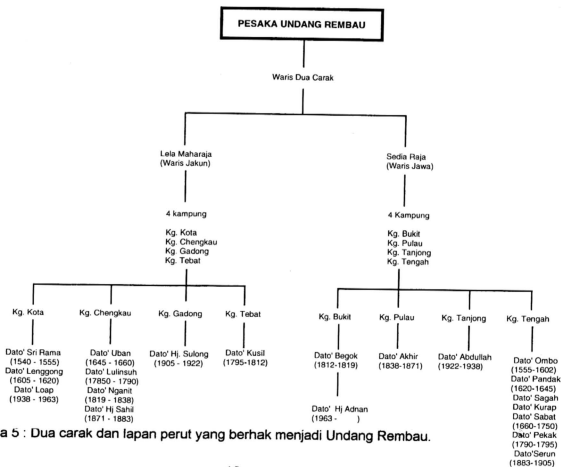 PESAKA UNDANG REMBAU
Waris Dua Carak
Lela Maharaja
(Waris Jakun)
4 kampung
Kg. Kota
Kg. Chengkau
Kg. Gadong
Kg. Tebat
Sedia Raja
(Waris Jawa)
4 Kampung
Kg. Bukit
Kg. Pulau
Kg. Tanjong
Kg. Tengah
Kg. Kota
Dato' Sri Rama
(1540 - 1555)
Dato' Lenggong
(1605 - 1620)
Dato' Loap
(1938 - 1963)
Kg. Chengkau
Dato' Uban
(1645 - 1660)
Dato' Lulinsuh
(17850 - 1790)
Dato' Nganit
(1819 - 1838)
Dato' Hj Sahil
(1871 - 1883)
Kg. Gadong
Dato' Hj. Sulong
(1905 - 1922)
Kg. Tebat
Dato' Kusil
(1795-1812)
Kg. Bukit
Dato' Begok
(1812-1819)
Dato' Hj Adnan
(1963 - )
Kg. Pulau
Dato' Akhir
(1838-1871)
Kg. Tanjong
Dato' Abdullah
(1922-1938)
Kg. Tengah
Dato' Ombo
(1555-1602)
Dato' Pandak
(1620-1645)
Dato' Sagah
Dato' Kurap
Dato' Sabat
(1660-1750)
Dato' Pekak
(1790-1795)
Dato'Serun
(1883-1905)
a 5 : Dua carak dan lapan perut yang berhak menjadi Undang Rembau.